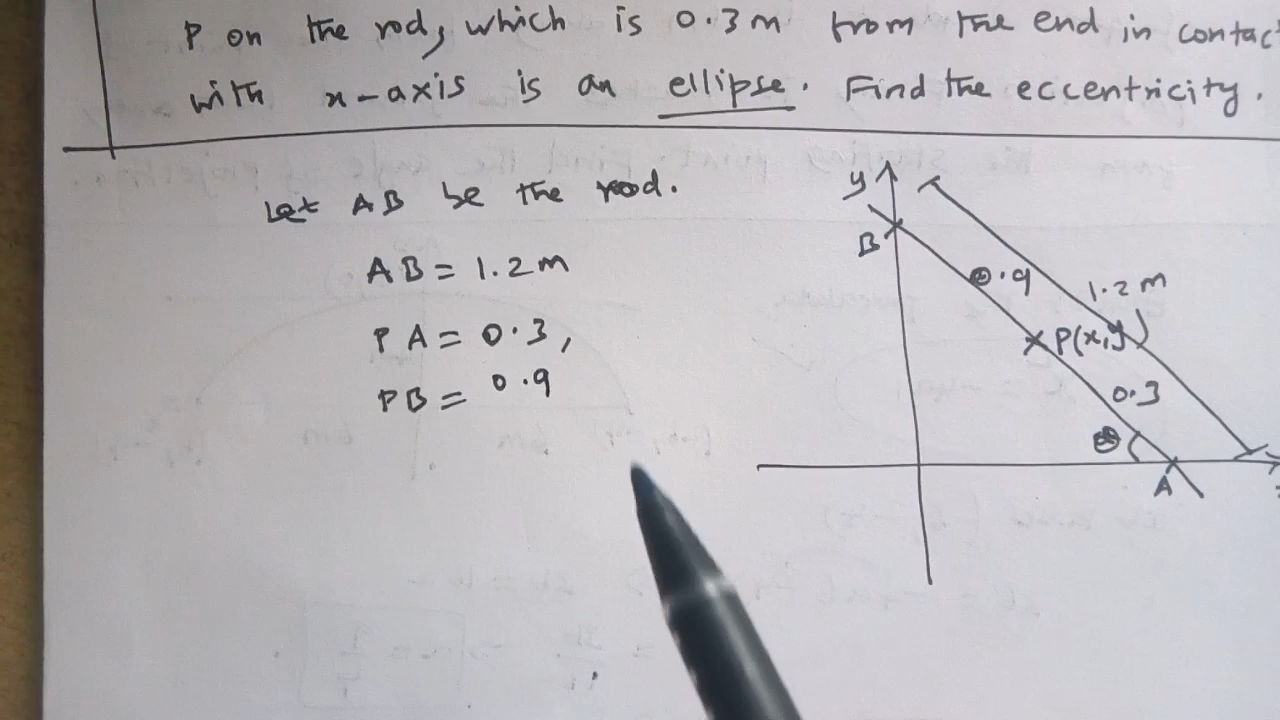 P on the rod, which is 0.3m from the end in contac
with x-axis is an ellipse. Find the eccentricity.
Let AB be the rod.
AB = 1.2m
PA = 0.3,
PB = 0.9
y
B
0.9
1.2m
P(x,y)
0.3
θ
A